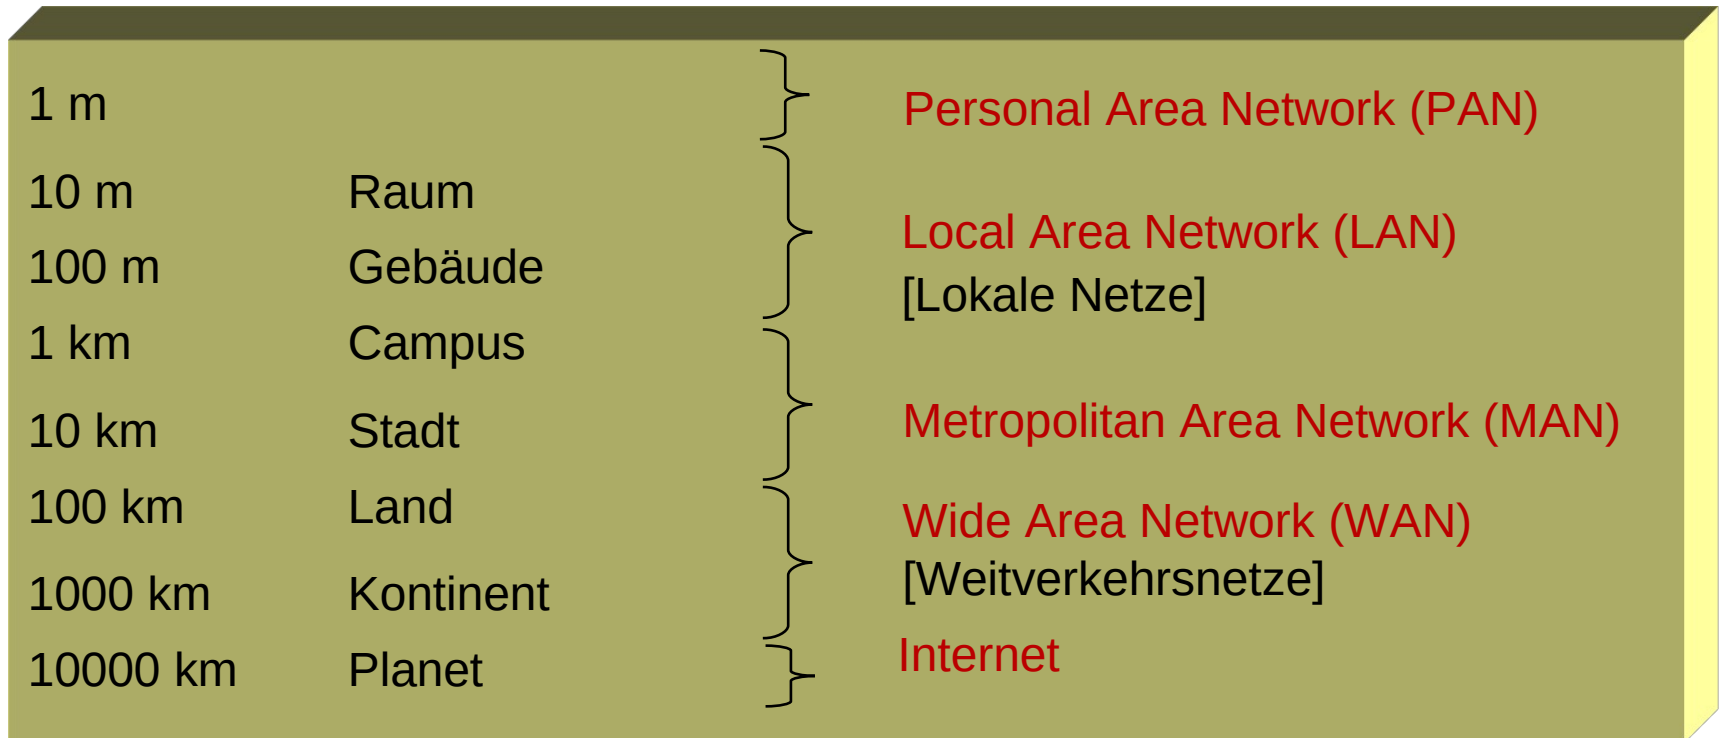 1 m Personal Area Network (PAN)
10 m Raum
Local Area Network (LAN)
100 m Gebäude
[Lokale Netze]
1 km Campus
10 km Stadt Metropolitan Area Network (MAN)
100 km Land Wide Area Network (WAN)
1000 km Kontinent [Weitverkehrsnetze]
10000 km Planet Internet